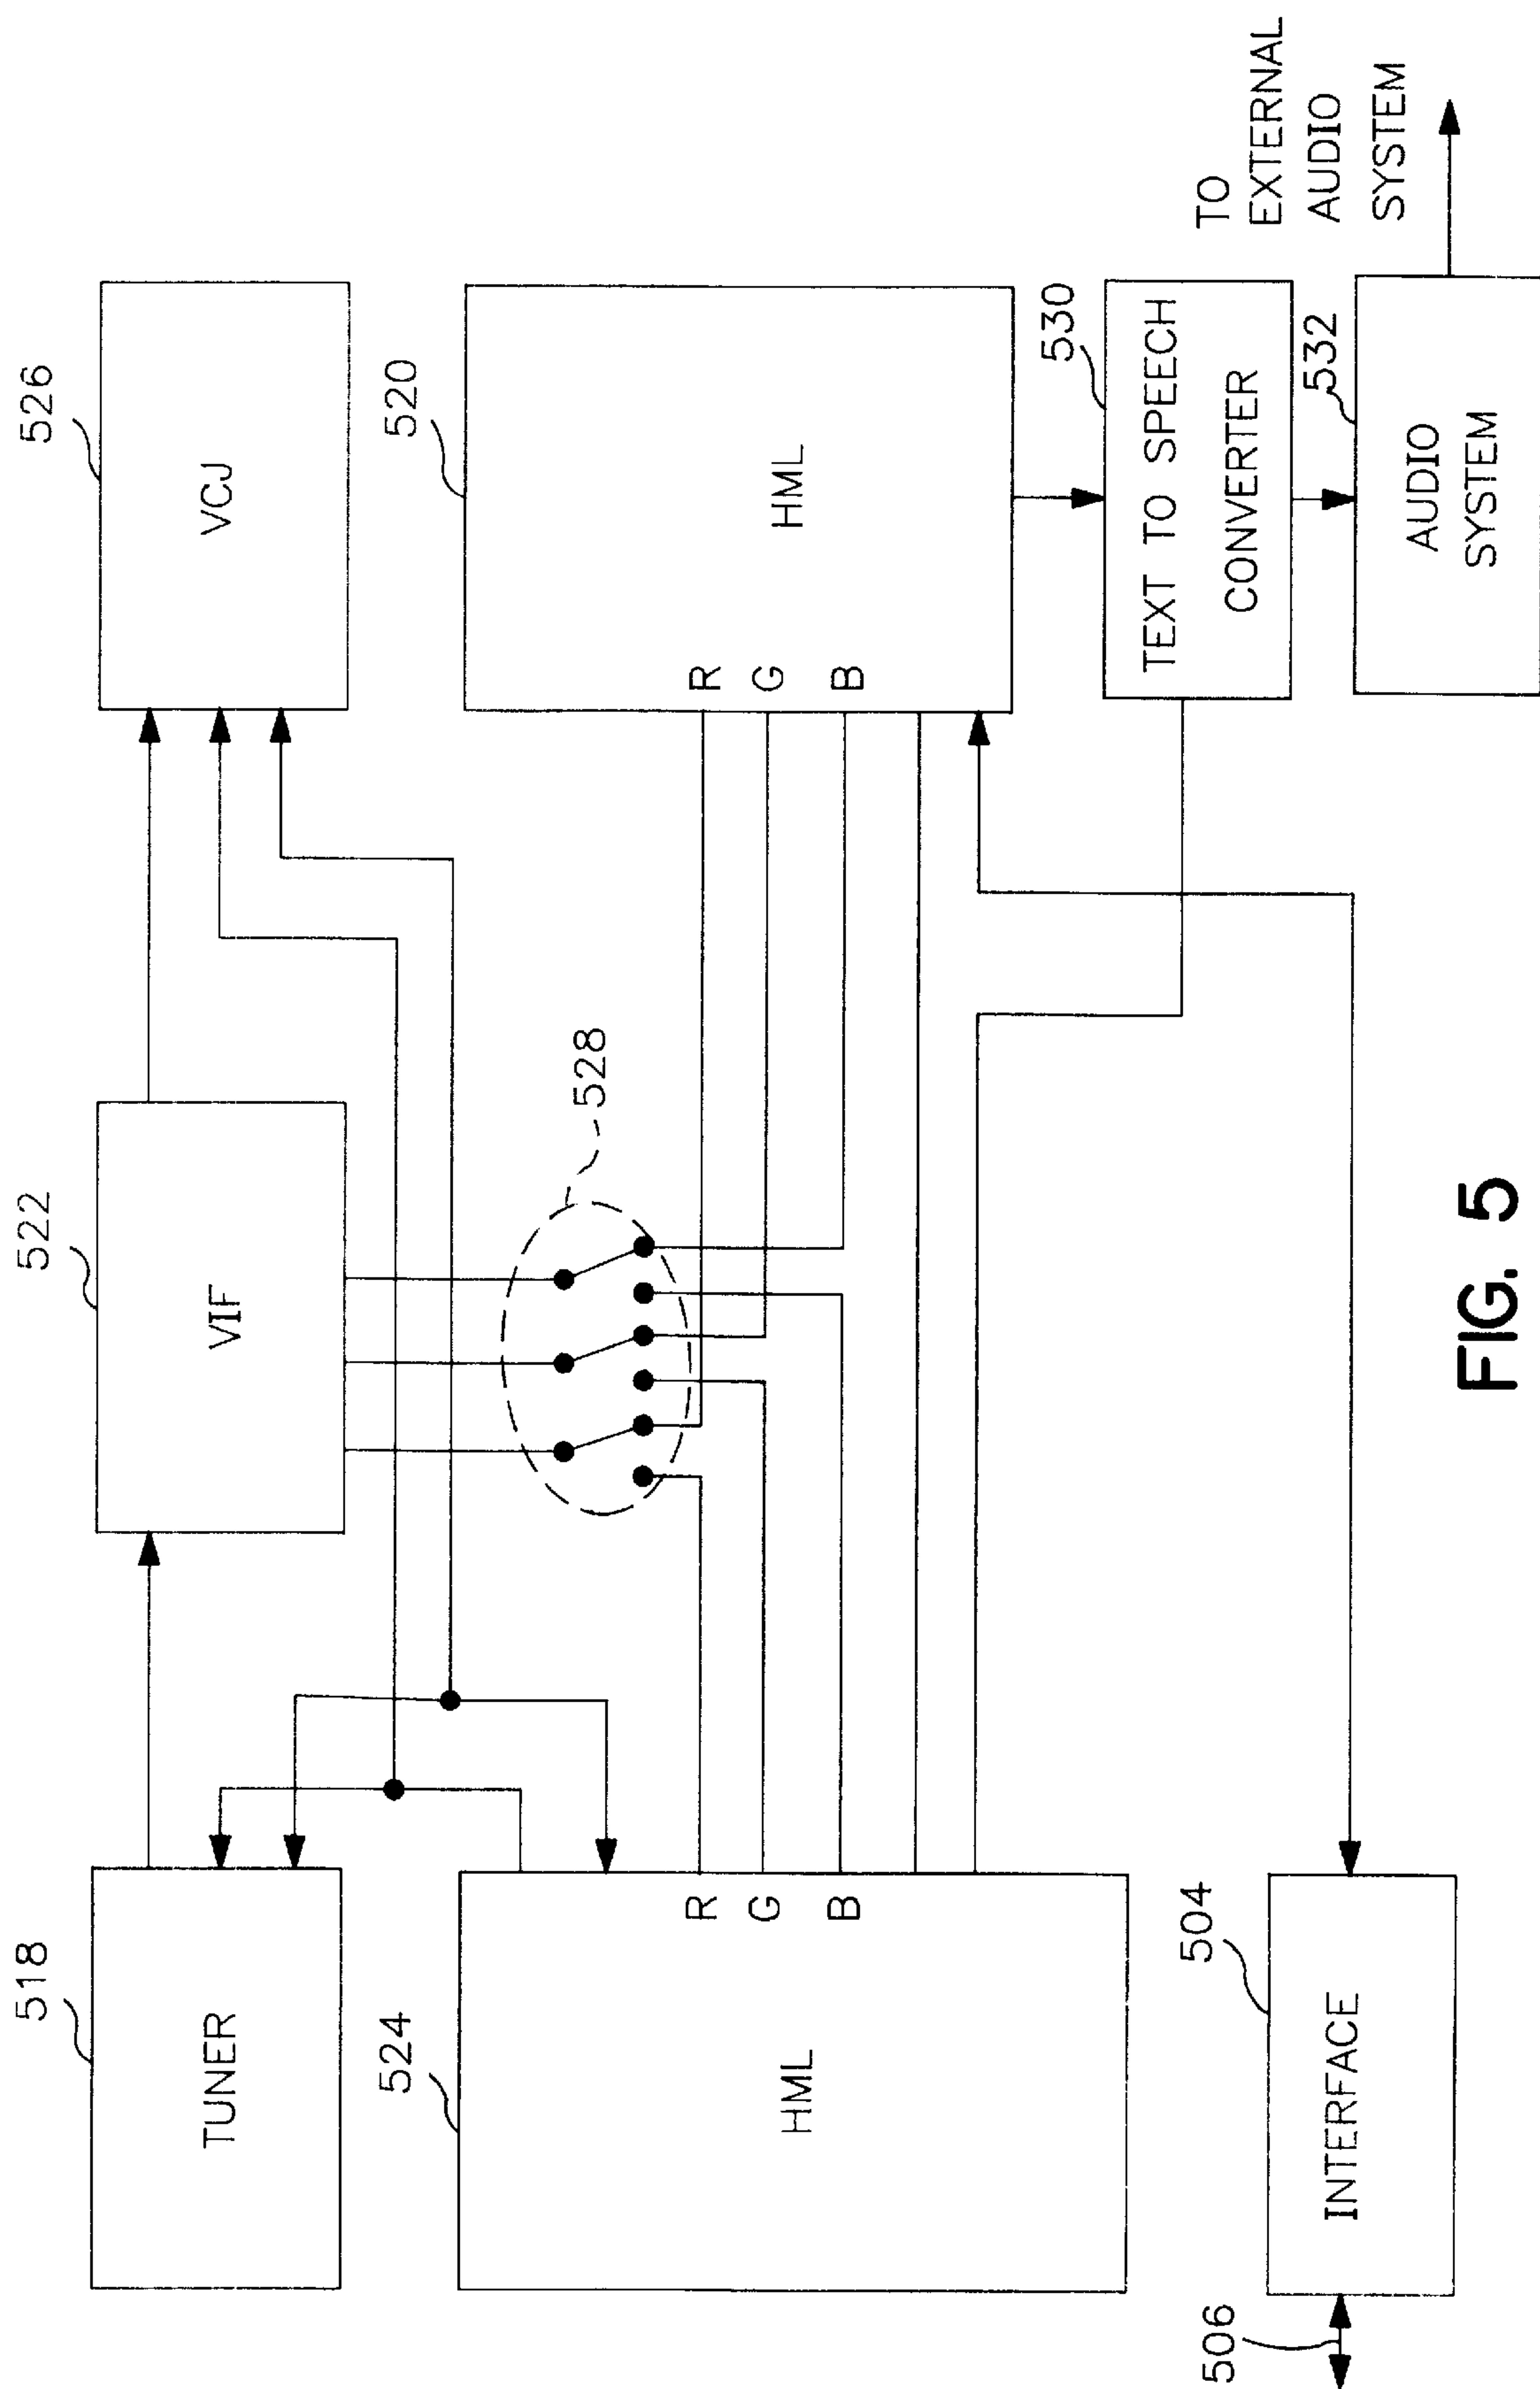 518
TUNER
522
VIF
526
VCJ
528
524
HML
R
G
B
520
HML
R
G
B
530
TEXT TO SPEECH
CONVERTER
532
AUDIO
SYSTEM
TO
EXTERNAL
AUDIO
SYSTEM
504
INTERFACE
506
FIG. 5